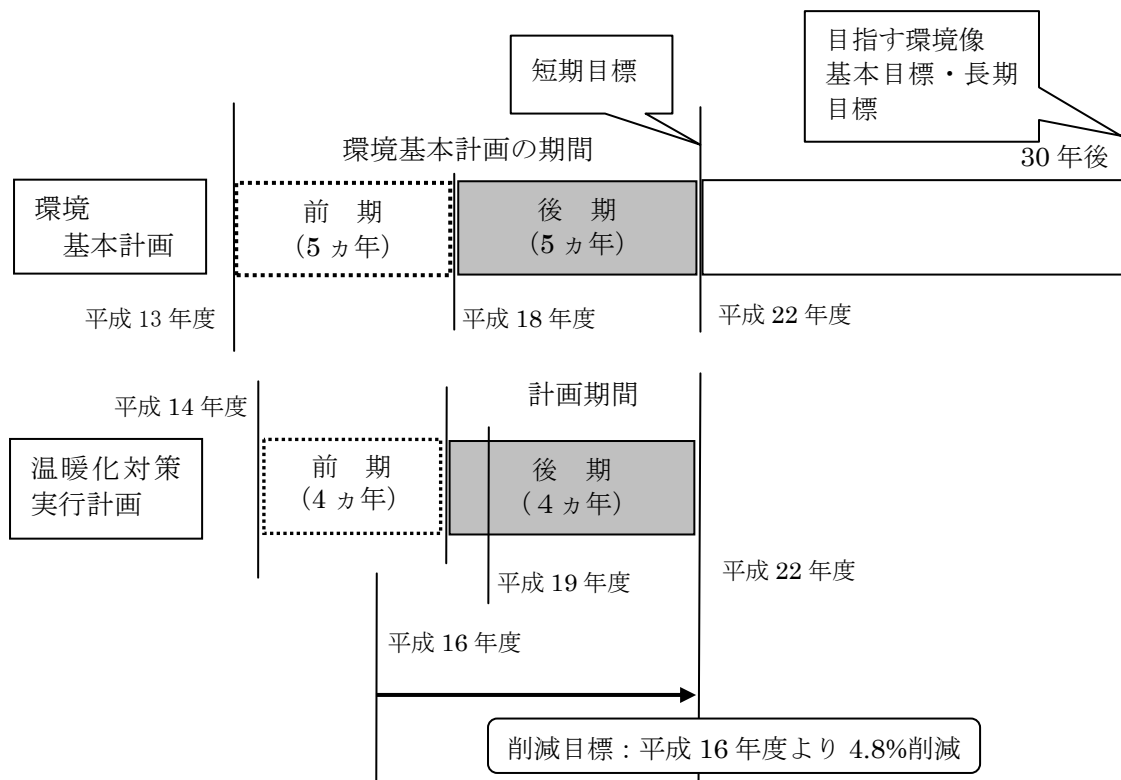 目指す環境像
基本目標・長期
目標
短期目標
環境基本計画の期間
30 年後
環境
基本計画
前　期
（5 ヵ年）
後　期
（5 ヵ年）
平成 13 年度
平成 18 年度
平成 22 年度
計画期間
平成 14 年度
温暖化対策
実行計画
前　期
（4 ヵ年）
後　期
（４ヵ年）
平成 19 年度
平成 22 年度
平成 16 年度
削減目標：平成 16 年度より 4.8%削減